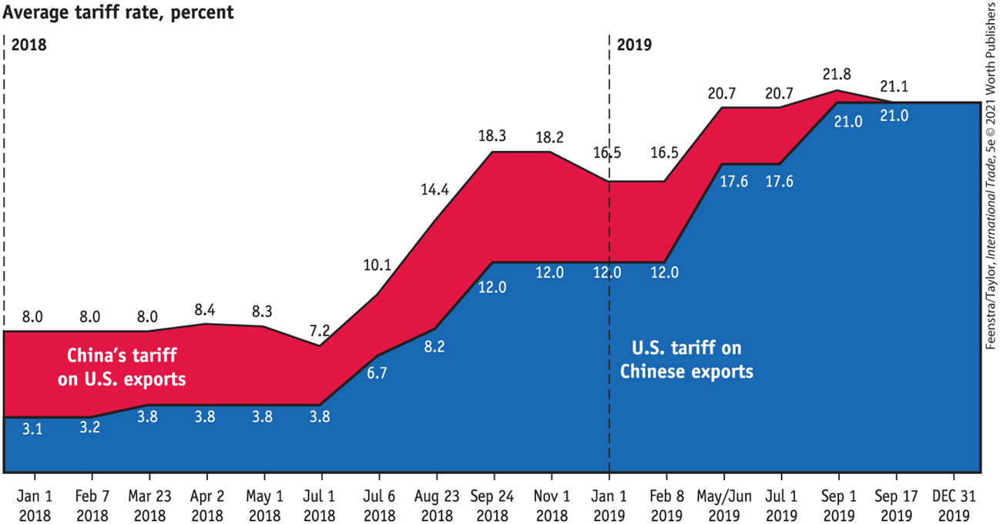 Average tariff rate, percent
2018
2019
8.0 8.0 8.0 8.4 8.3 7.2 10.1 14.4 18.3 18.2 16.5 16.5 20.7 20.7 21.8 21.1
China's tariff
on U.S. exports
U.S. tariff on
Chinese exports
3.1 3.2 3.8 3.8 3.8 3.8 6.7 8.2 12.0 12.0 12.0 12.0 17.6 17.6 21.0 21.0
Jan 1 Feb 7 Mar 23 Apr 2 May 1 Jul 1 Jul 6 Aug 23 Sep 24 Nov 1 Jan 1 Feb 8 May/Jun Jul 1 Sep 1 Sep 17 DEC 31
2018 2018 2018 2018 2018 2018 2018 2018 2018 2018 2019 2019 2019 2019 2019 2019 2019
Feenstra/Taylor, International Trade, 5e © 2021 Worth Publishers